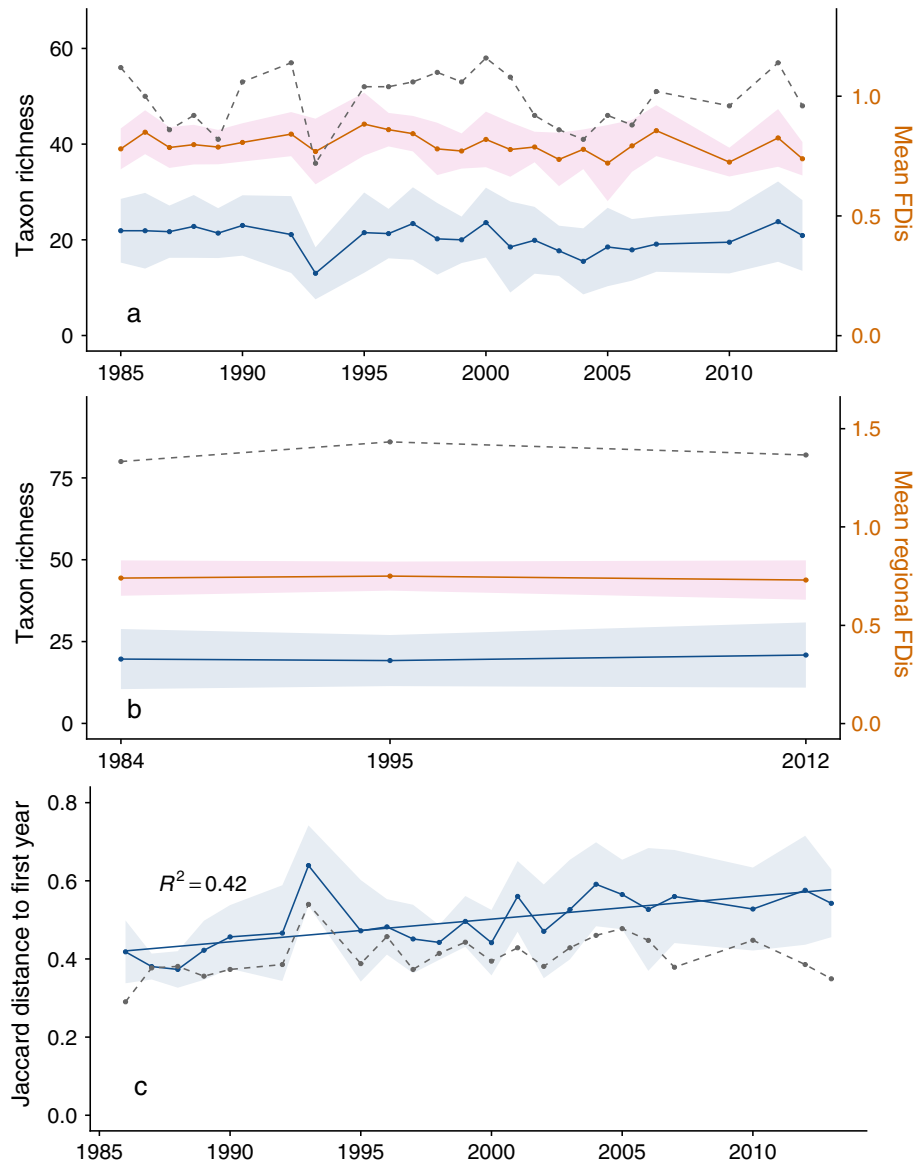 60
40
20
0
Taxon richness
1.0
0.5
0.0
Mean FDis
a
1985 1990 1995 2000 2005 2010
75
50
25
0
Taxon richness
1.5
1.0
0.5
0.0
Mean regional FDis
b
1984 1995 2012
0.8
0.6
0.4
0.2
0.0
Jaccard distance to first year
R² = 0.42
c
1985 1990 1995 2000 2005 2010